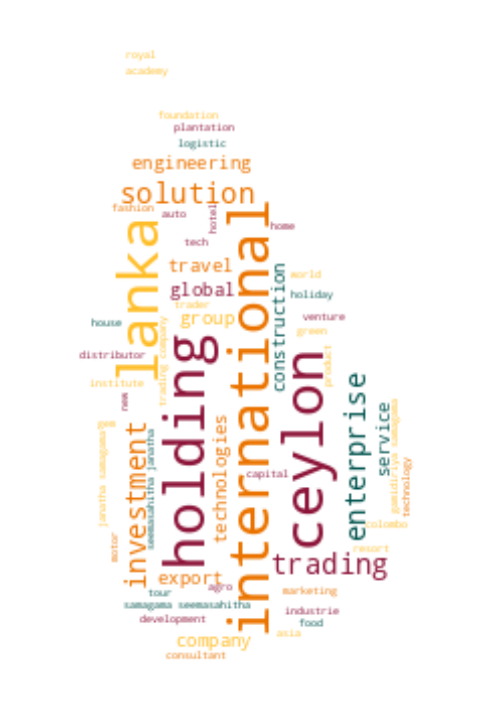 royal
academy
foundation
plantation
logistic
engineering
solution
fashion
auto
hotel
home
tech
lanka
international
travel
global
world
holiday
construction
trader
group
venture
green
house
trading company
holding
ceylon
distributor
product
institute
new
enterprise
service
gamidiriya samagama
gem
janatha samagama
investment
seemasahitha janatha
technologies
technology
capital
colombo
motor
resort
trading
export
agro
tour
marketing
samagama seemasahitha
industrie
development
food
asia
company
consultant